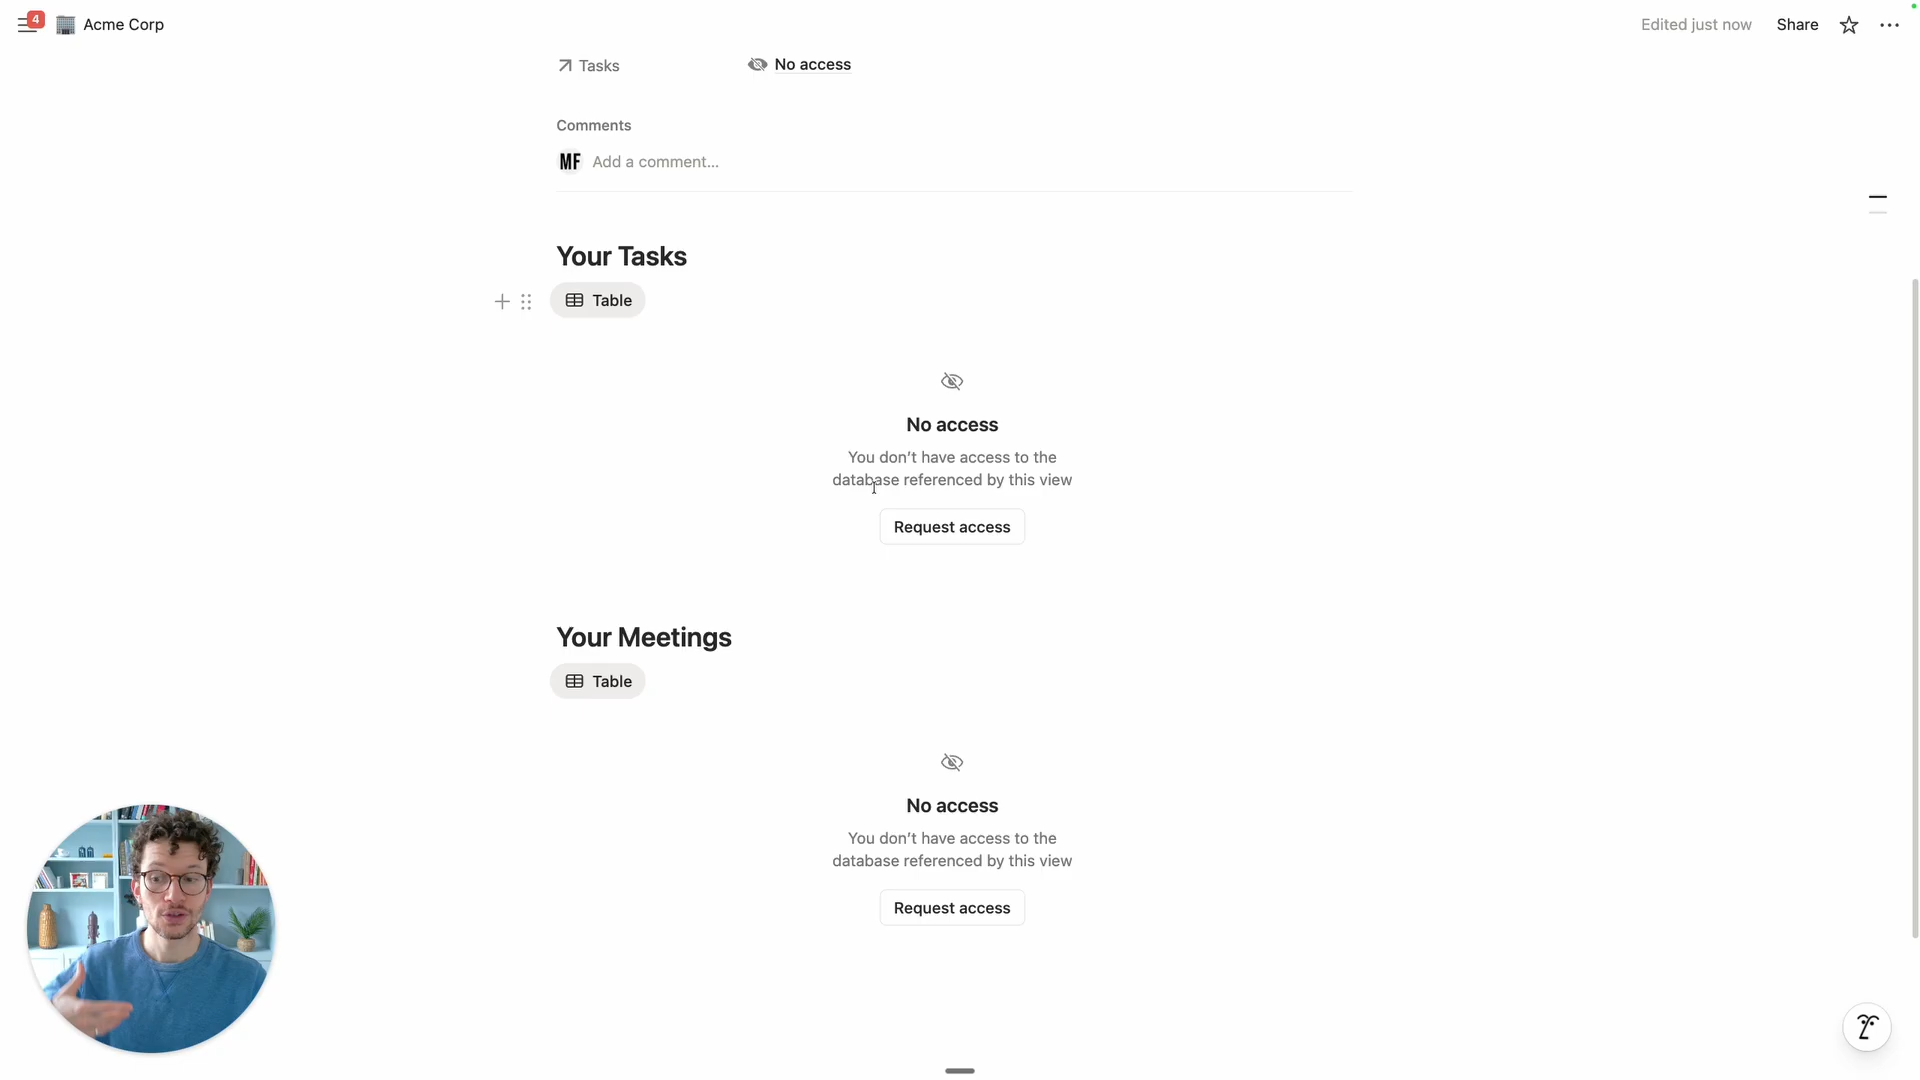 4
Acme Corp
Edited just now
Share
Tasks
No access
Comments
MF
Add a comment...
Your Tasks
Table
No access
You don't have access to the
database referenced by this view
Request access
Your Meetings
Table
No access
You don't have access to the
database referenced by this view
Request access